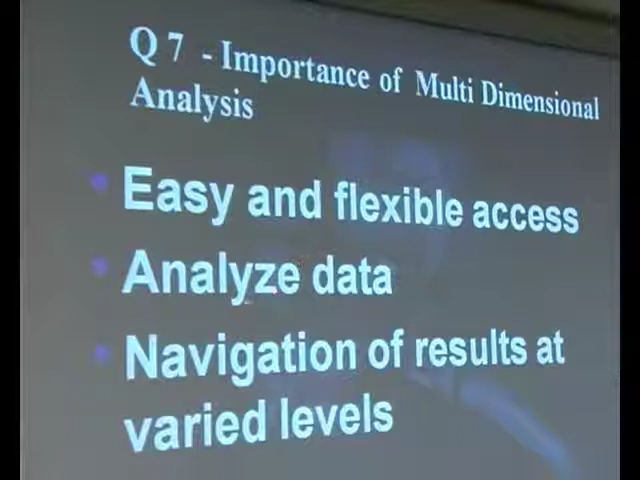 Q 7 - Importance of Multi Dimensional
Analysis
• Easy and flexible access
• Analyze data
• Navigation of results at
varied levels